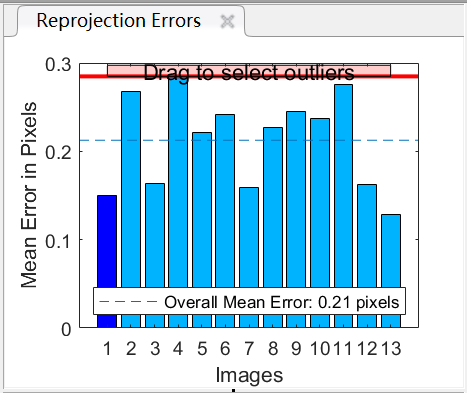 Reprojection Errors
Drag to select outliers
0.3
0.2
0.1
0
Mean Error in Pixels
Overall Mean Error: 0.21 pixels
1 2 3 4 5 6 7 8 9 10 11 12 13
Images